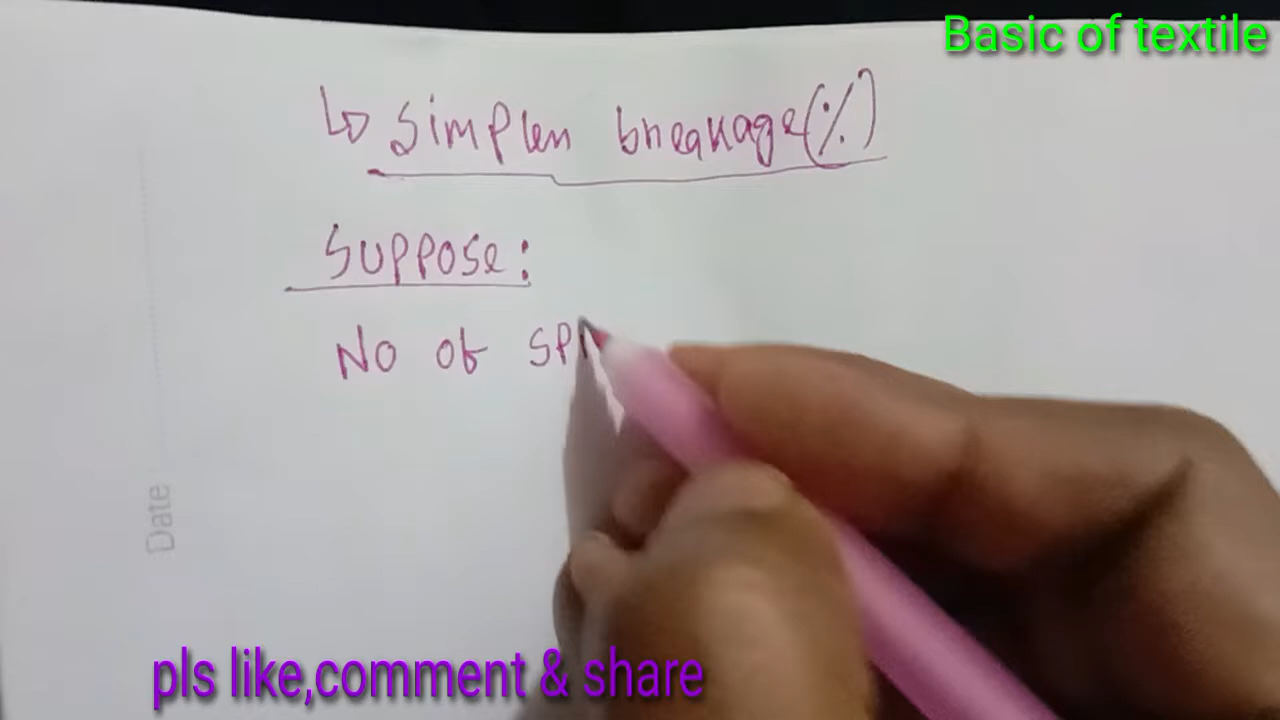 Basic of textile
↳ Simplex breakage(%)
Suppose:
No of SP
Date
pls like,comment & share